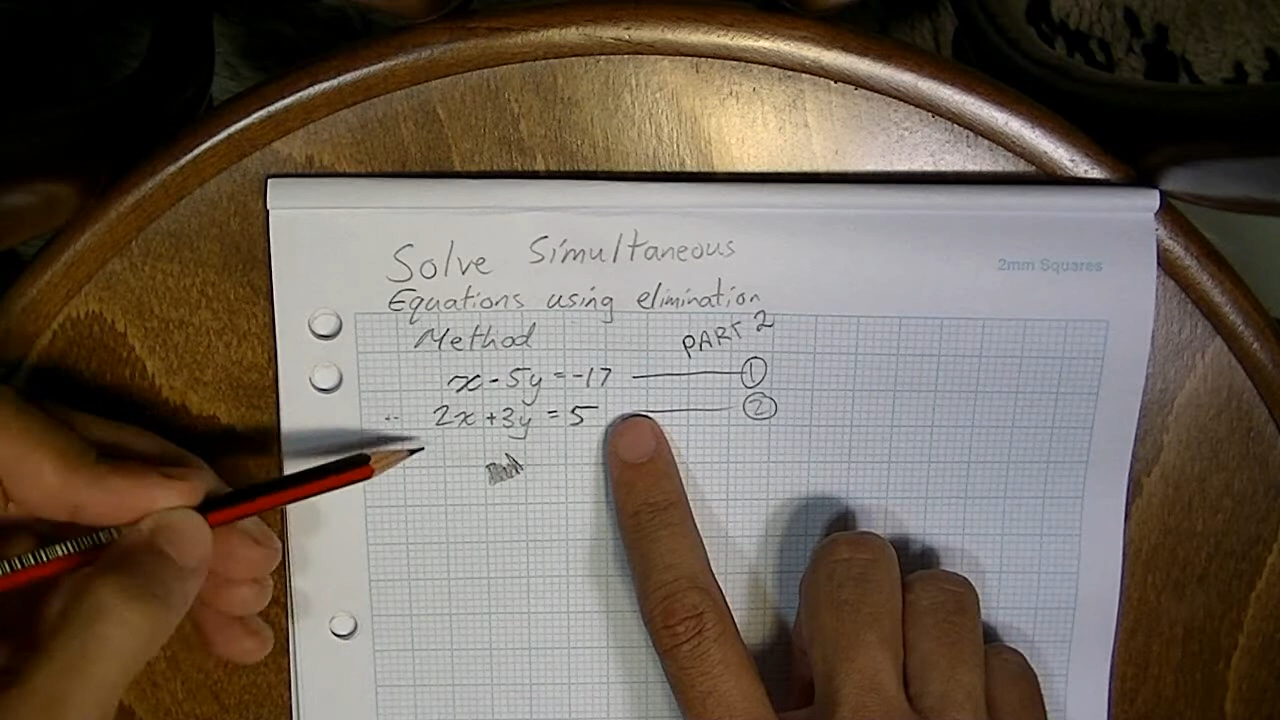 Solve Simultaneous
2mm Squares
Equations using elimination
Method PART 2
x - 5y = -17 ——— ①
2x + 3y = 5 ——— ②